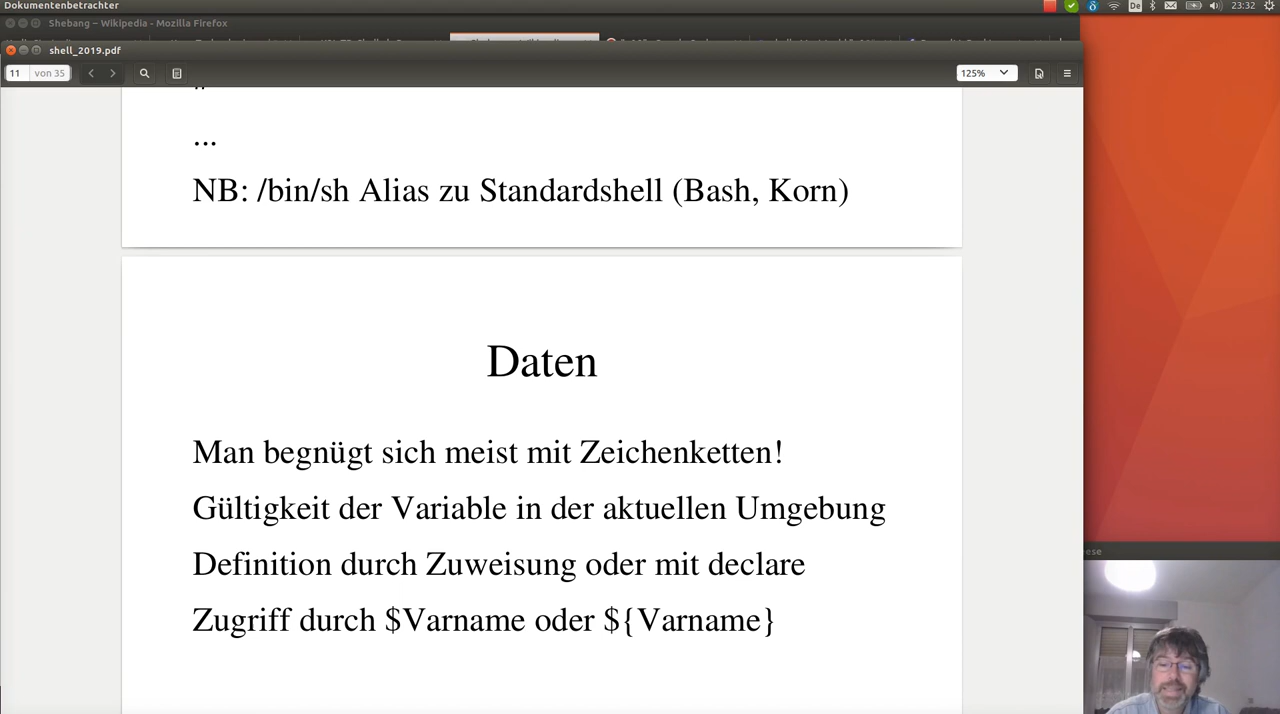 Dokumentenbetrachter
De
23:32
Shebang – Wikipedia - Mozilla Firefox
shell_2019.pdf
11 von 35
125%
...
NB: /bin/sh Alias zu Standardshell (Bash, Korn)
Daten
Man begnügt sich meist mit Zeichenketten!
Gültigkeit der Variable in der aktuellen Umgebung
Definition durch Zuweisung oder mit declare
Zugriff durch $Varname oder ${Varname}
eese